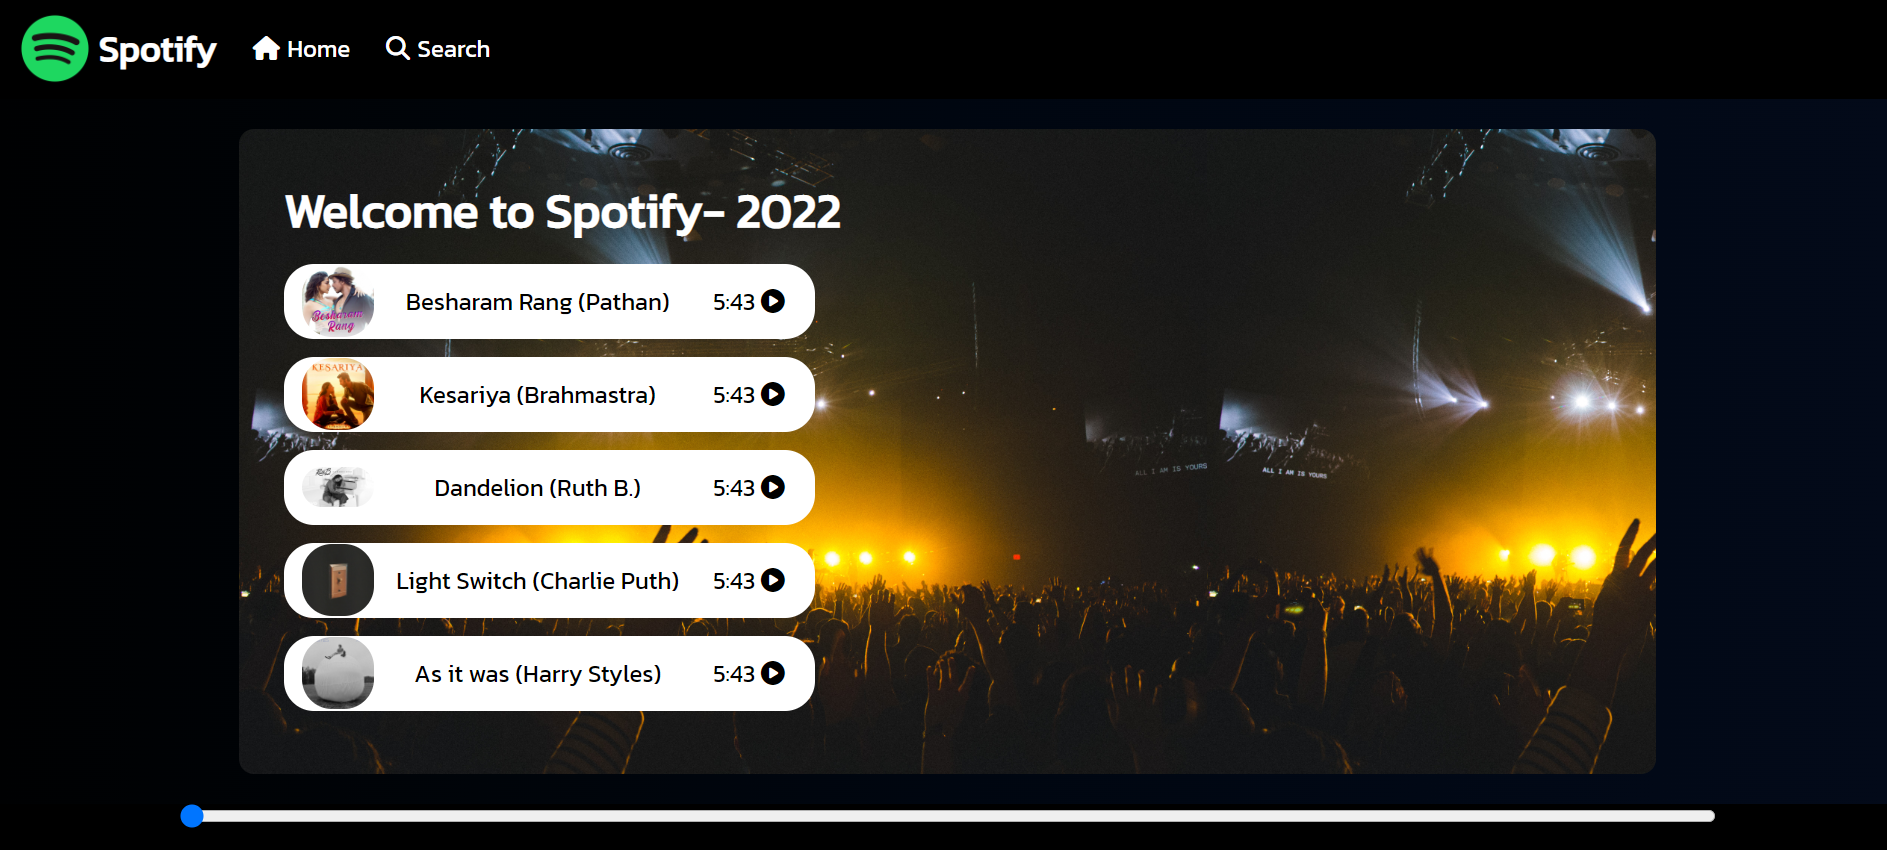 Spotify Home Search
Welcome to Spotify- 2022
Besharam Rang
Besharam Rang (Pathan) 5:43
KESARIYA
Kesariya (Brahmastra) 5:43
Dandelion (Ruth B.) 5:43
Light Switch (Charlie Puth) 5:43
As it was (Harry Styles) 5:43
ALL I AM IS YOURS
ALL I AM IS YOURS